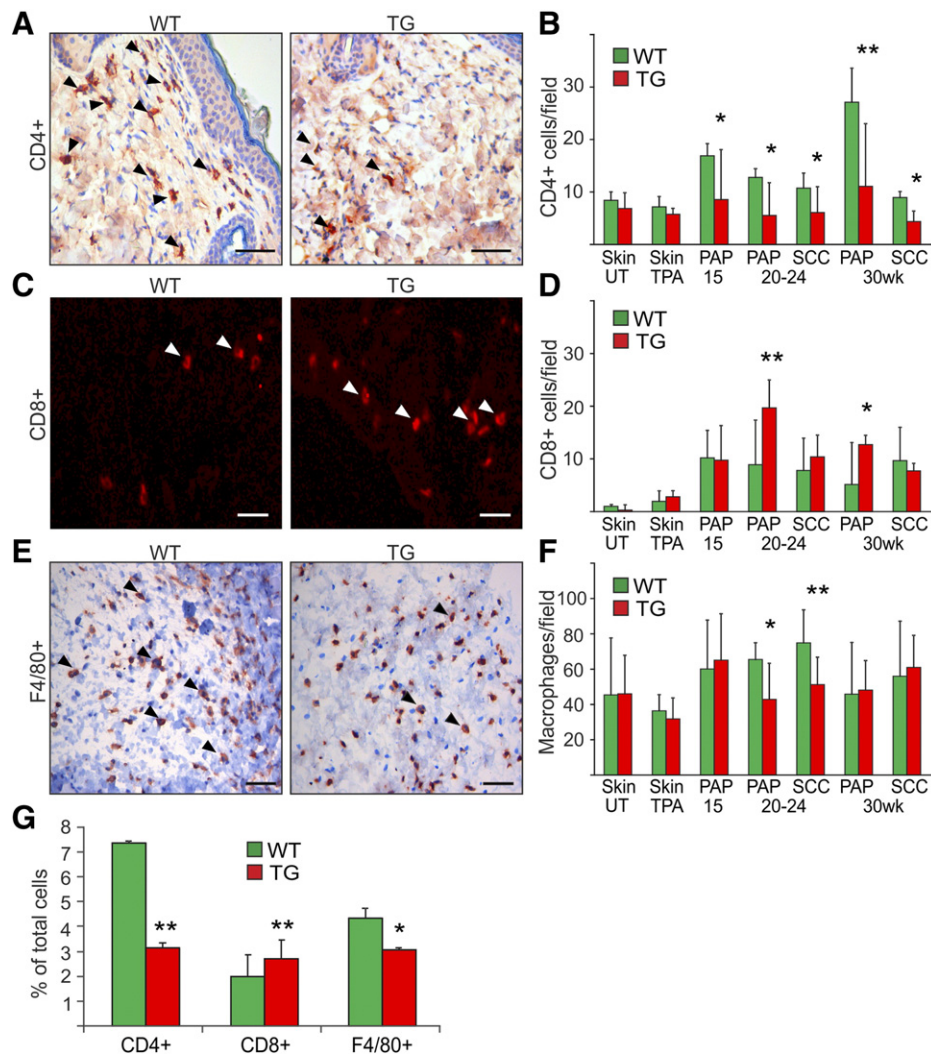 A
WT
TG
CD4+
B
WT
TG
CD4+ cells/field
30
20
10
*
*
*
**
*
Skin Skin PAP PAP SCC PAP SCC
UT TPA 15 20-24 30wk
C
WT
TG
CD8+
D
WT
TG
CD8+ cells/field
30
20
10
**
*
Skin Skin PAP PAP SCC PAP SCC
UT TPA 15 20-24 30wk
E
WT
TG
F4/80+
F
WT
TG
Macrophages/field
100
80
60
40
20
*
**
Skin Skin PAP PAP SCC PAP SCC
UT TPA 15 20-24 30wk
G
WT
TG
% of total cells
8
7
6
5
4
3
2
1
**
**
*
CD4+ CD8+ F4/80+